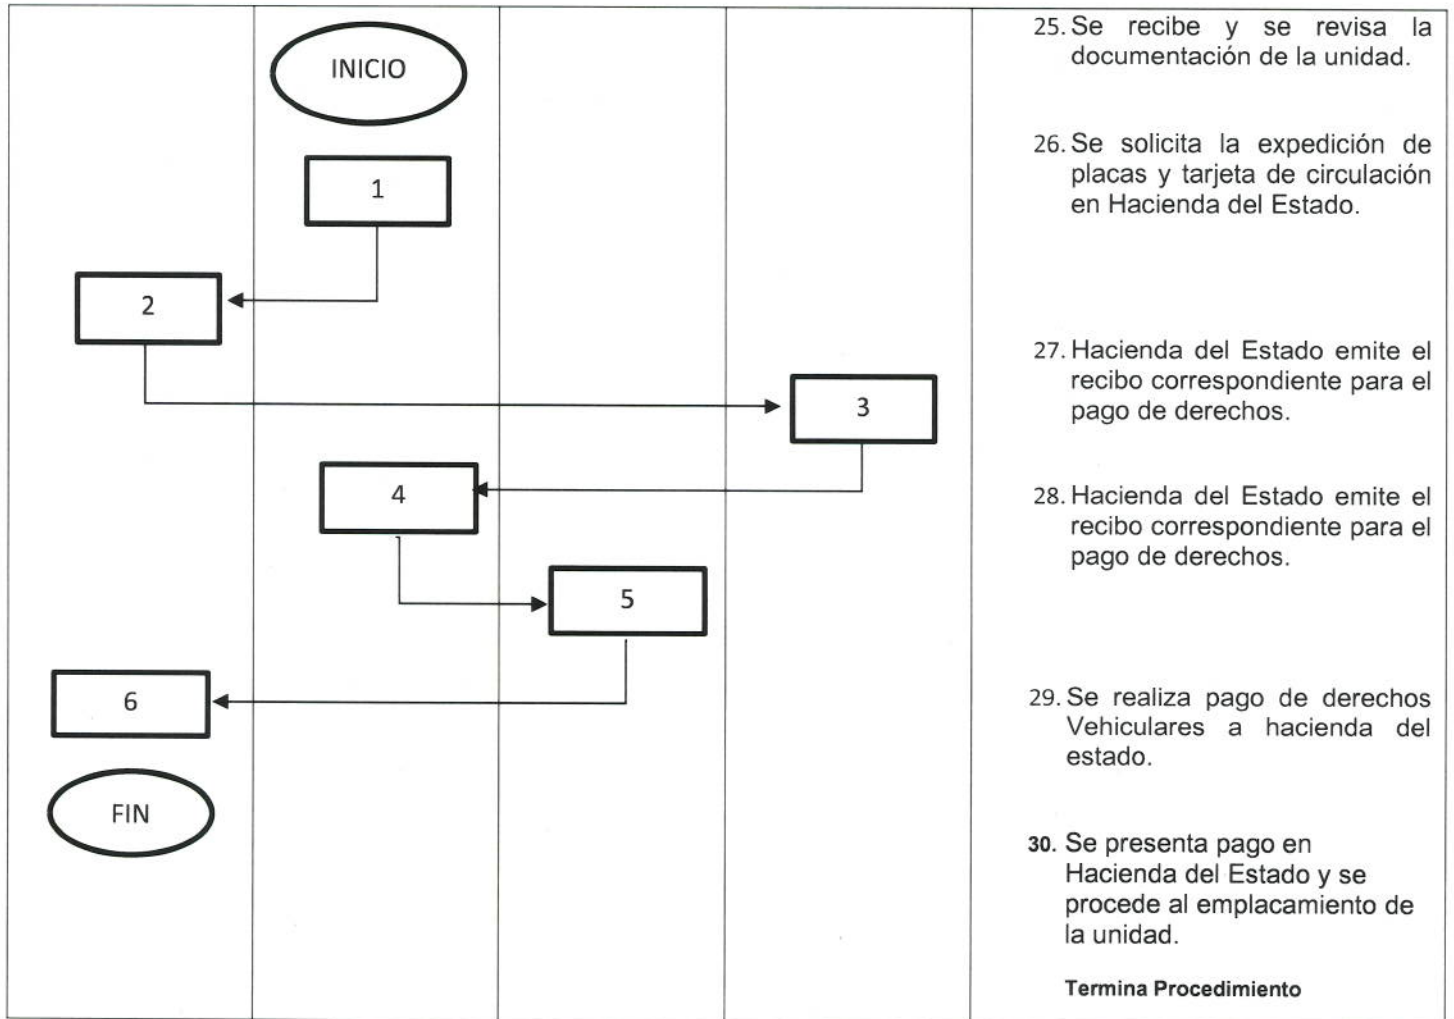 INICIO
1
2
3
4
5
6
FIN
25. Se recibe y se revisa la
documentación de la unidad.
26. Se solicita la expedición de
placas y tarjeta de circulación
en Hacienda del Estado.
27. Hacienda del Estado emite el
recibo correspondiente para el
pago de derechos.
28. Hacienda del Estado emite el
recibo correspondiente para el
pago de derechos.
29. Se realiza pago de derechos
Vehiculares a hacienda del
estado.
30. Se presenta pago en
Hacienda del Estado y se
procede al emplacamiento de
la unidad.
Termina Procedimiento